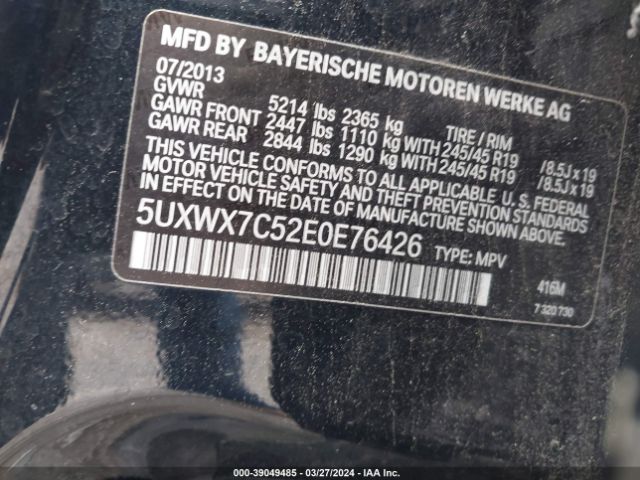 MFD BY BAYERISCHE MOTOREN WERKE AG
07/2013
GVWR 5214 lbs 2365 kg TIRE / RIM
GAWR FRONT 2447 lbs 1110 kg WITH 245/45 R19 /8.5J x 19
GAWR REAR 2844 lbs 1290 kg WITH 245/45 R19 /8.5J x 19
THIS VEHICLE CONFORMS TO ALL APPLICABLE U. S. FEDERAL
MOTOR VEHICLE SAFETY AND THEFT PREVENTION STANDARDS
IN EFFECT ON THE DATE OF MANUFACTURE SHOWN ABOVE.
5UXWX7C52E0E76426 TYPE: MPV
416M
7 320 730
000-39049485 - 03/27/2024 - IAA Inc.